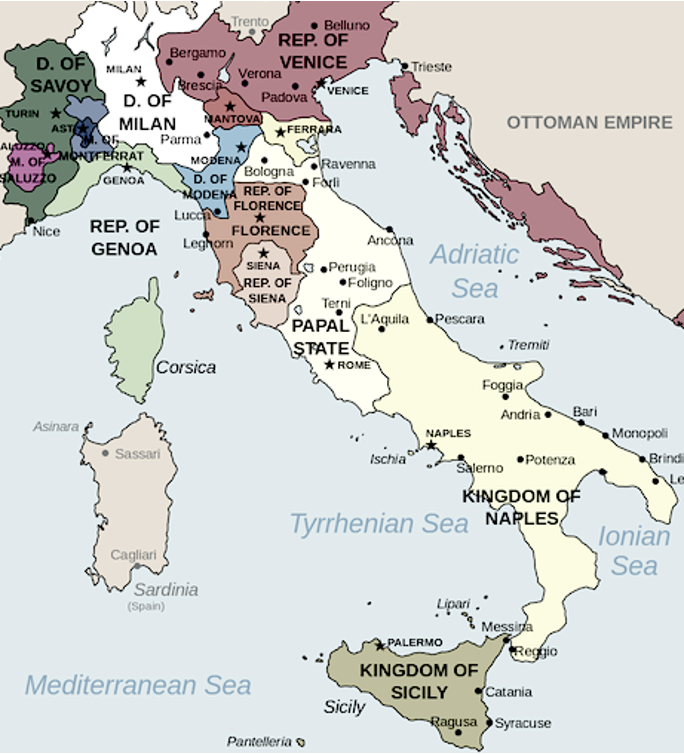 Trento
Belluno
Bergamo
REP. OF
VENICE
D. OF
SAVOY
MILAN
Brescia
Verona
Padova
VENICE
Trieste
D. OF
MILAN
TURIN
ASTI
MANTOVA
FERRARA
OTTOMAN EMPIRE
Parma
ALUZZO
M. OF
SALUZZO
M. OF
MONTFERRAT
MODENA
Bologna
Ravenna
Forlì
GENOA
D. OF
MODENA
REP. OF
FLORENCE
FLORENCE
Lucca
Leghorn
Nice
REP. OF
GENOA
SIENA
REP. OF
SIENA
Ancona
Perugia
Foligno
Terni
Adriatic
Sea
PAPAL
STATE
L'Aquila
Pescara
ROME
Tremiti
Corsica
Foggia
Andria
Bari
Monopoli
Asinara
Sassari
NAPLES
Ischia
Salerno
Potenza
Brindi
Le
KINGDOM OF
NAPLES
Tyrrhenian Sea
Ionian
Sea
Cagliari
Sardinia
(Spain)
Lipari
Messina
Reggio
PALERMO
KINGDOM OF
SICILY
Mediterranean Sea
Sicily
Catania
Ragusa
Syracuse
Pantelleria